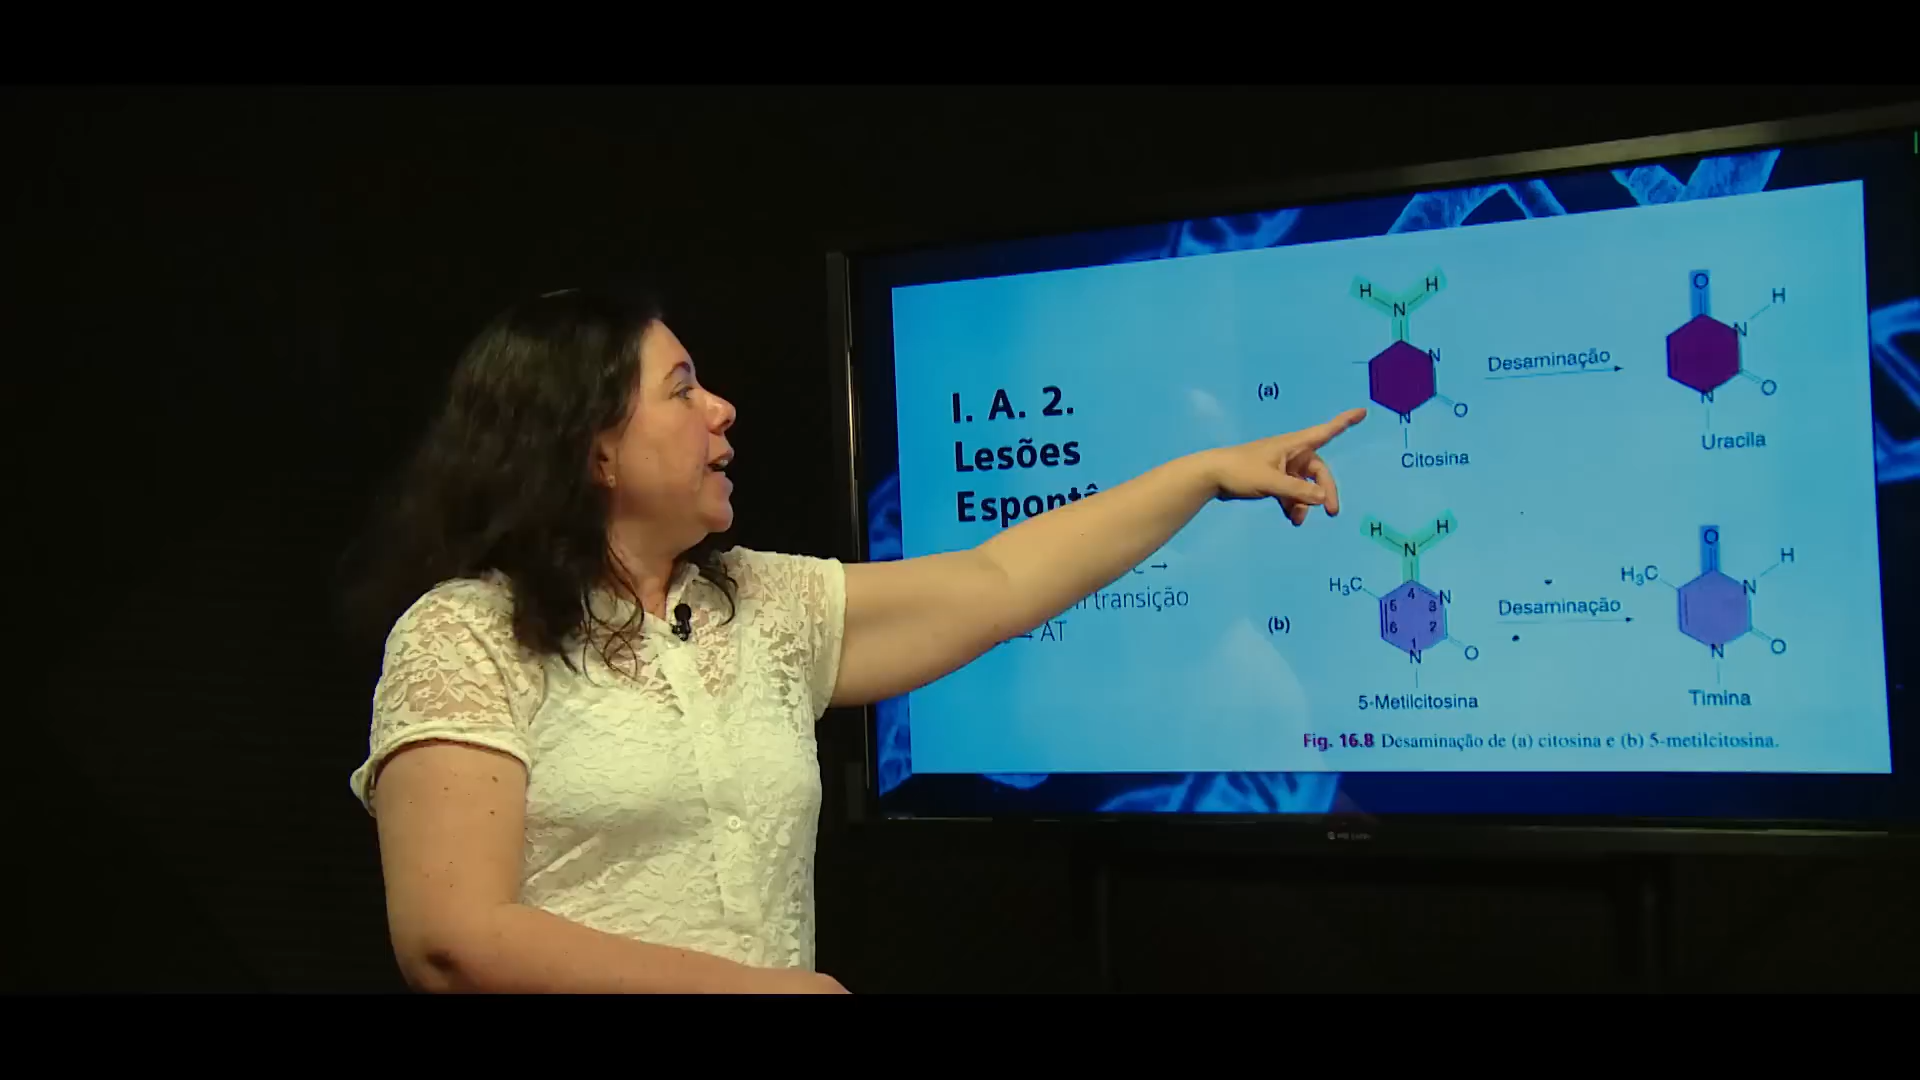 I. A. 2.
Lesões
transição
→ AT
(a)
H H
N
N
O
N
Citosina
Desaminação
O
H
N
O
N
Uracila
(b)
H H
N
H₃C
4
5 3 N
6 2
1
N O
5-Metilcitosina
Desaminação
O
H
H₃C
N
N O
Timina
Fig. 16.8 Desaminação de (a) citosina e (b) 5-metilcitosina.